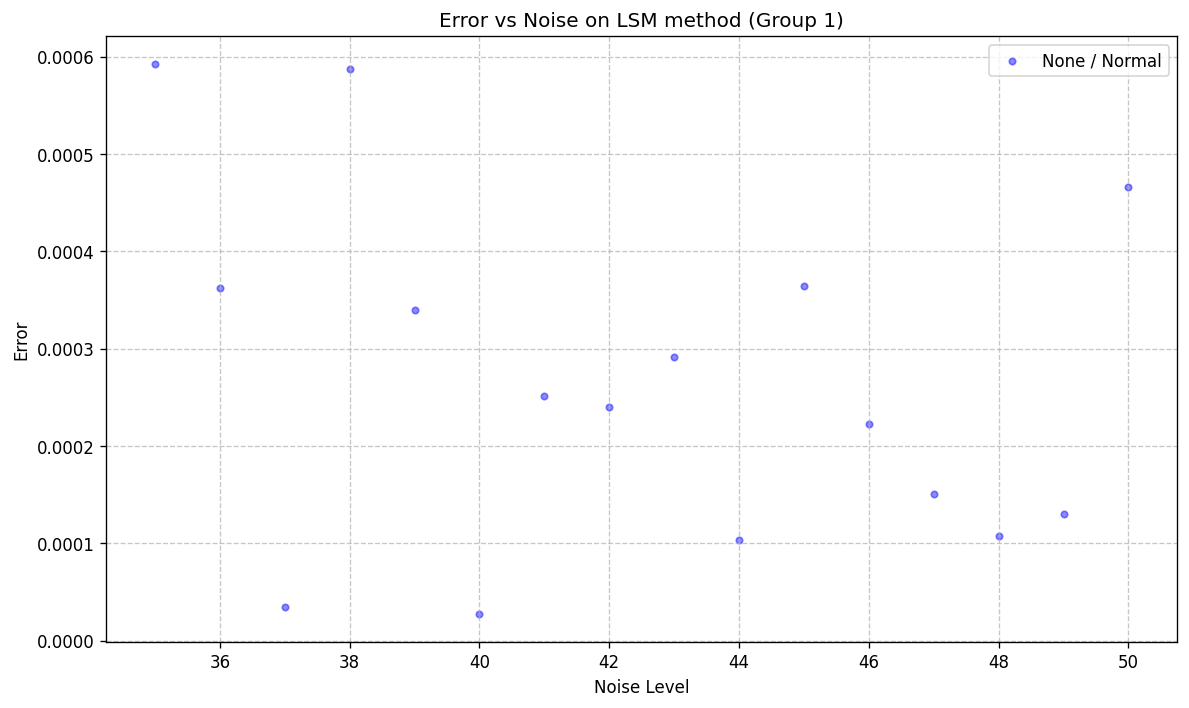 Error vs Noise on LSM method (Group 1)
None / Normal
0.0006
0.0005
0.0004
0.0003
0.0002
0.0001
0.0000
Error
36 38 40 42 44 46 48 50
Noise Level